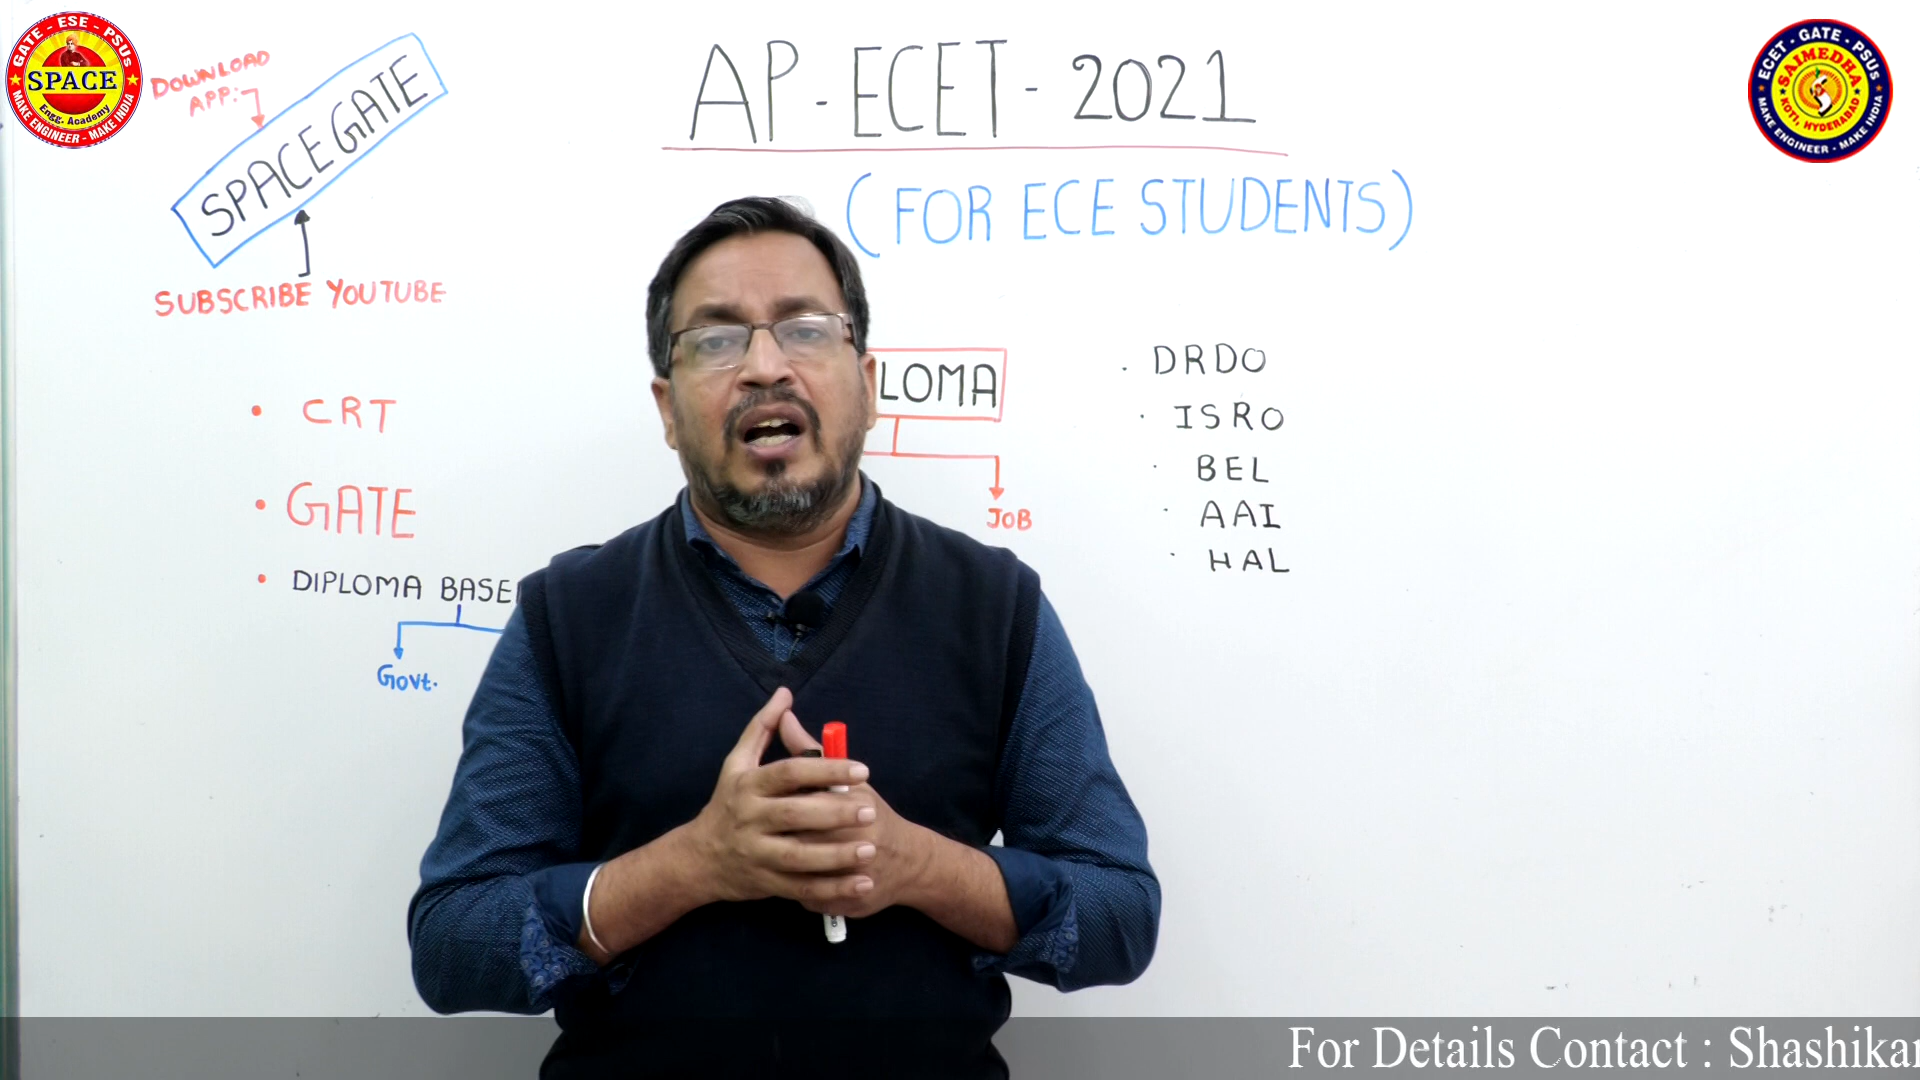 GATE - ESE - PSUs
SPACE
Engg. Academy
MAKE ENGINEER - MAKE INDIA
DOWNLOAD
APP:-
SPACE GATE
SUBSCRIBE YOUTUBE
AP - ECET - 2021
(FOR ECE STUDENTS)
ECET - GATE - PSUs
SAIMEDHA
KOTI, HYDERABAD
MAKE ENGINEER - MAKE INDIA
• CRT
• GATE
• DIPLOMA BASE
Govt.
LOMA
JOB
. DRDO
. ISRO
. BEL
. AAI
. HAL
For Details Contact : Shashikan